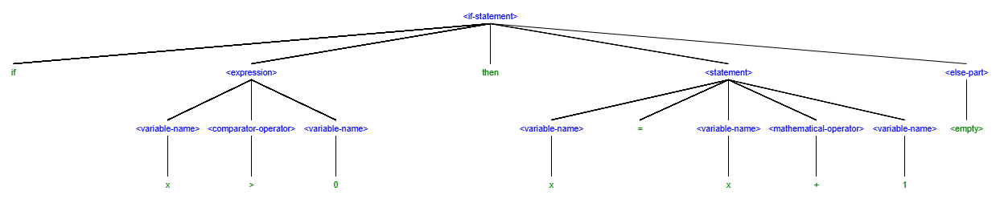 <if-statement>
if <expression> then <statement> <else-part>
<variable-name> <comparator-operator> <variable-name> <variable-name> = <variable-name> <mathematical-operator> <variable-name> <empty>
x > 0 x x + 1